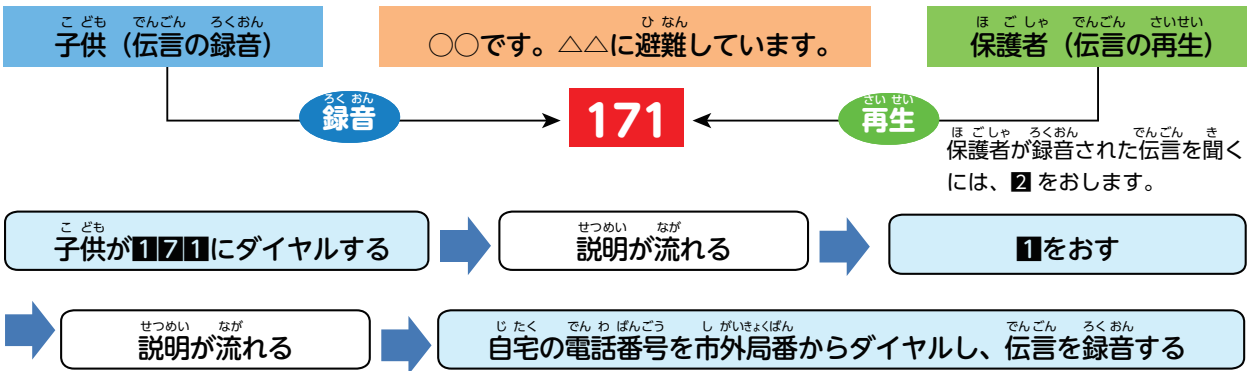 こども でんごん ろくおん
子供（伝言の録音）
ひなん
○○です。△△に避難しています。
ほごしゃ でんごん さいせい
保護者（伝言の再生）
ろくおん
録音
171
さいせい
再生
ほごしゃ ろくおん でんごん き
保護者が録音された伝言を聞く
には、2 をおします。
こども
子供が171にダイヤルする
せつめい なが
説明が流れる
1をおす
せつめい なが
説明が流れる
じたく でんわばんごう しがいきょくばん でんごん ろくおん
自宅の電話番号を市外局番からダイヤルし、伝言を録音する